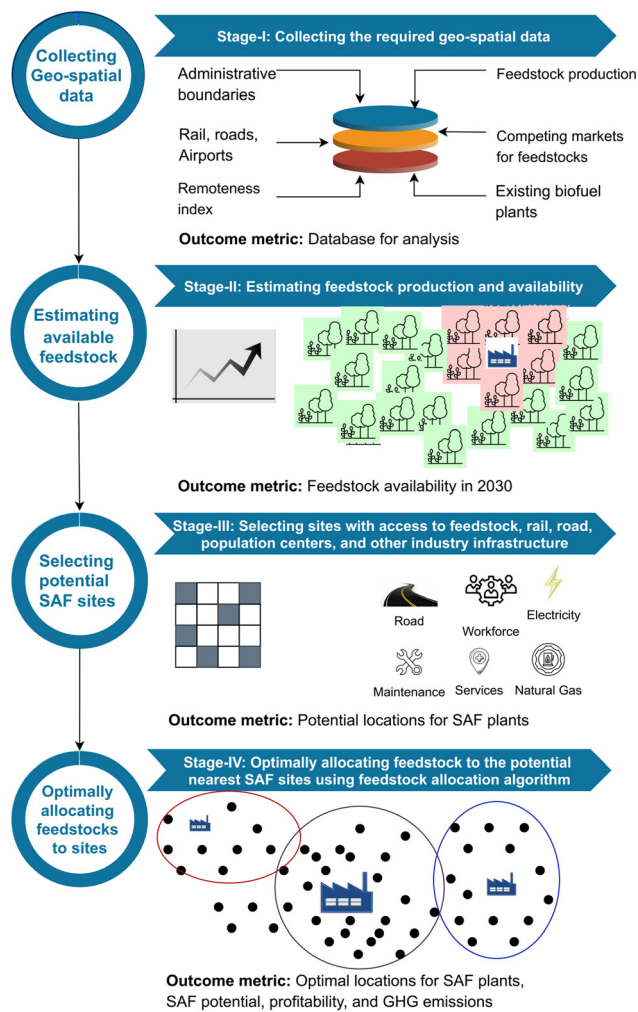 Collecting
Geo-spatial
data
Stage-I: Collecting the required geo-spatial data
Administrative
boundaries
Feedstock production
Rail, roads,
Airports
Competing markets
for feedstocks
Remoteness
index
Existing biofuel
plants
Outcome metric: Database for analysis
Estimating
available
feedstock
Stage-II: Estimating feedstock production and availability
Outcome metric: Feedstock availability in 2030
Selecting
potential
SAF sites
Stage-III: Selecting sites with access to feedstock, rail, road,
population centers, and other industry infrastructure
Road
Workforce
Electricity
Maintenance
Services
Natural Gas
Outcome metric: Potential locations for SAF plants
Optimally
allocating
feedstocks
to sites
Stage-IV: Optimally allocating feedstock to the potential
nearest SAF sites using feedstock allocation algorithm
Outcome metric: Optimal locations for SAF plants,
SAF potential, profitability, and GHG emissions